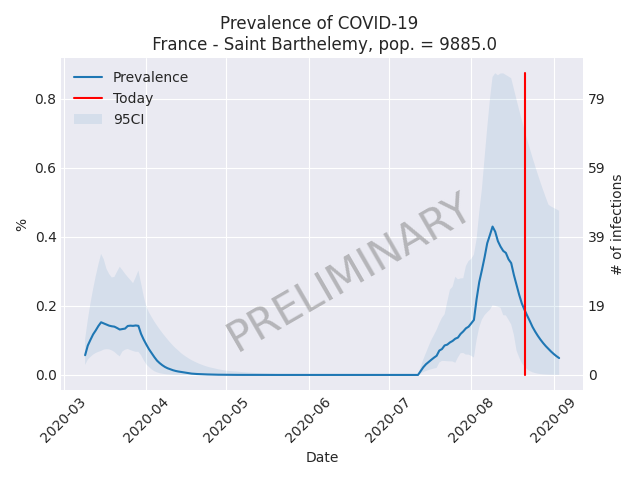 Prevalence of COVID-19
France - Saint Barthelemy, pop. = 9885.0
Prevalence
Today
95CI
PRELIMINARY
%
0.8
0.6
0.4
0.2
0.0
79
59
39
19
0
# of infections
2020-03
2020-04
2020-05
2020-06
2020-07
2020-08
2020-09
Date